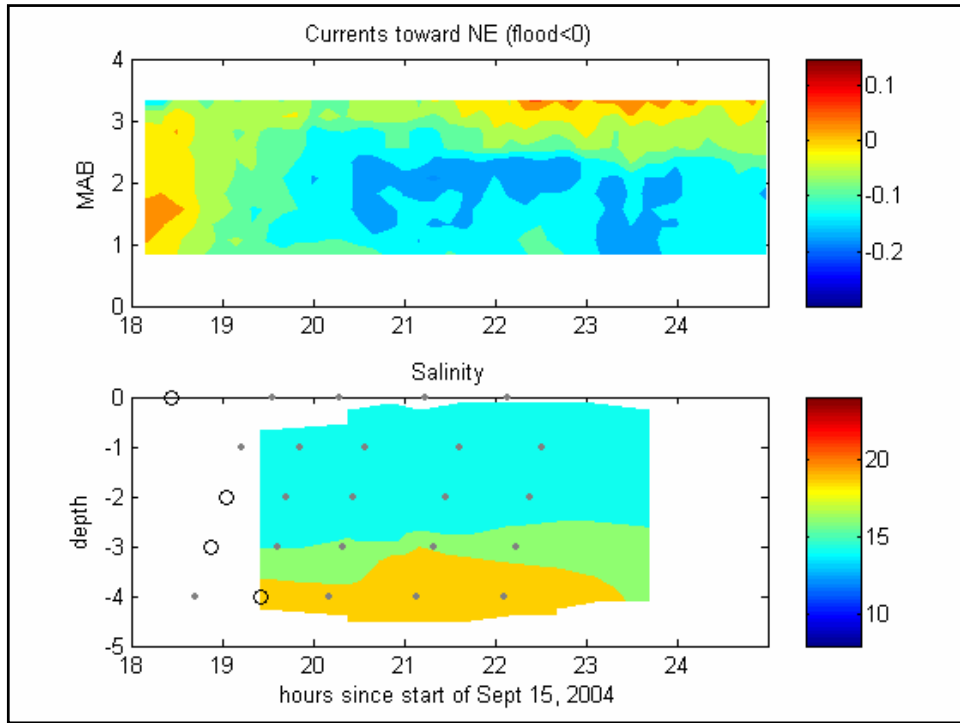 Currents toward NE (flood<0)
4
3
2
1
0
MAB
18 19 20 21 22 23 24
0.1
0
-0.1
-0.2
Salinity
0
-1
-2
-3
-4
-5
depth
18 19 20 21 22 23 24
hours since start of Sept 15, 2004
20
15
10